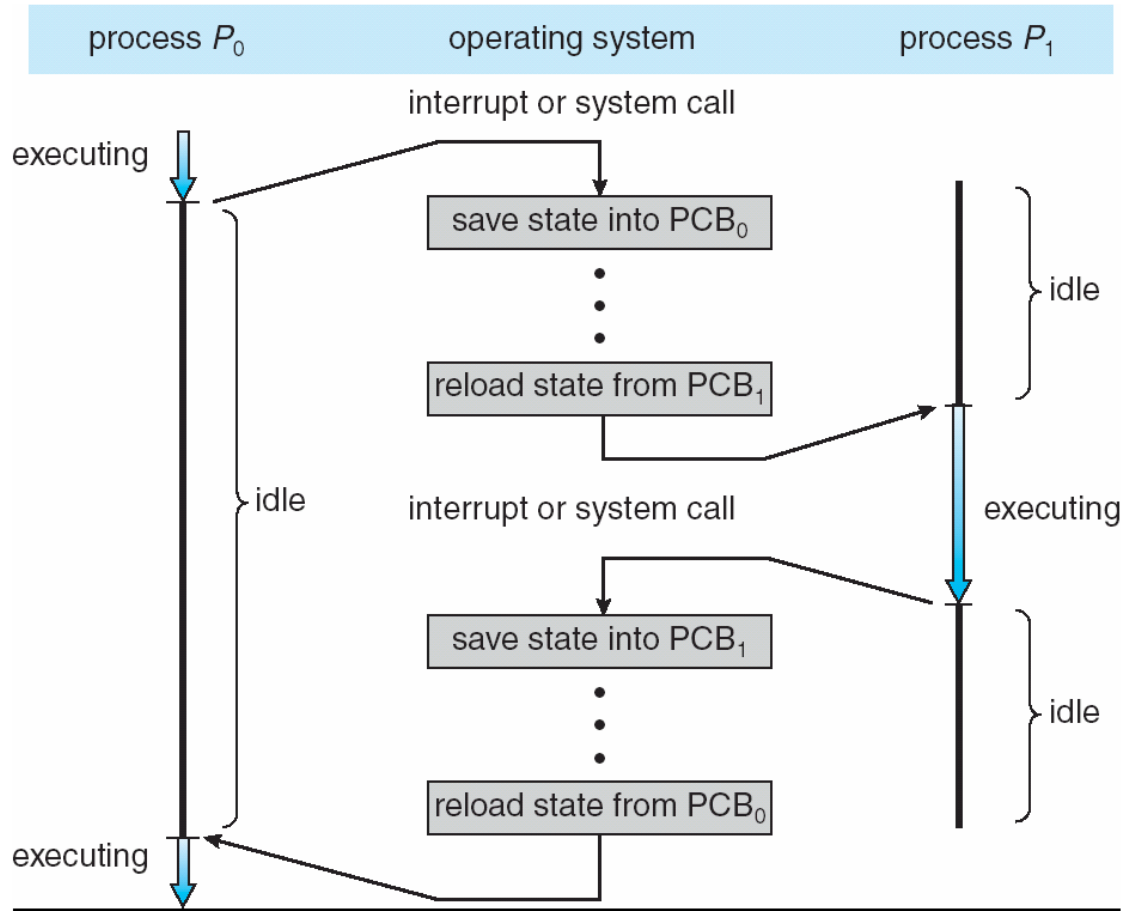 process P₀ operating system process P₁
interrupt or system call
executing
save state into PCB₀
idle
reload state from PCB₁
idle
interrupt or system call
executing
save state into PCB₁
idle
reload state from PCB₀
executing